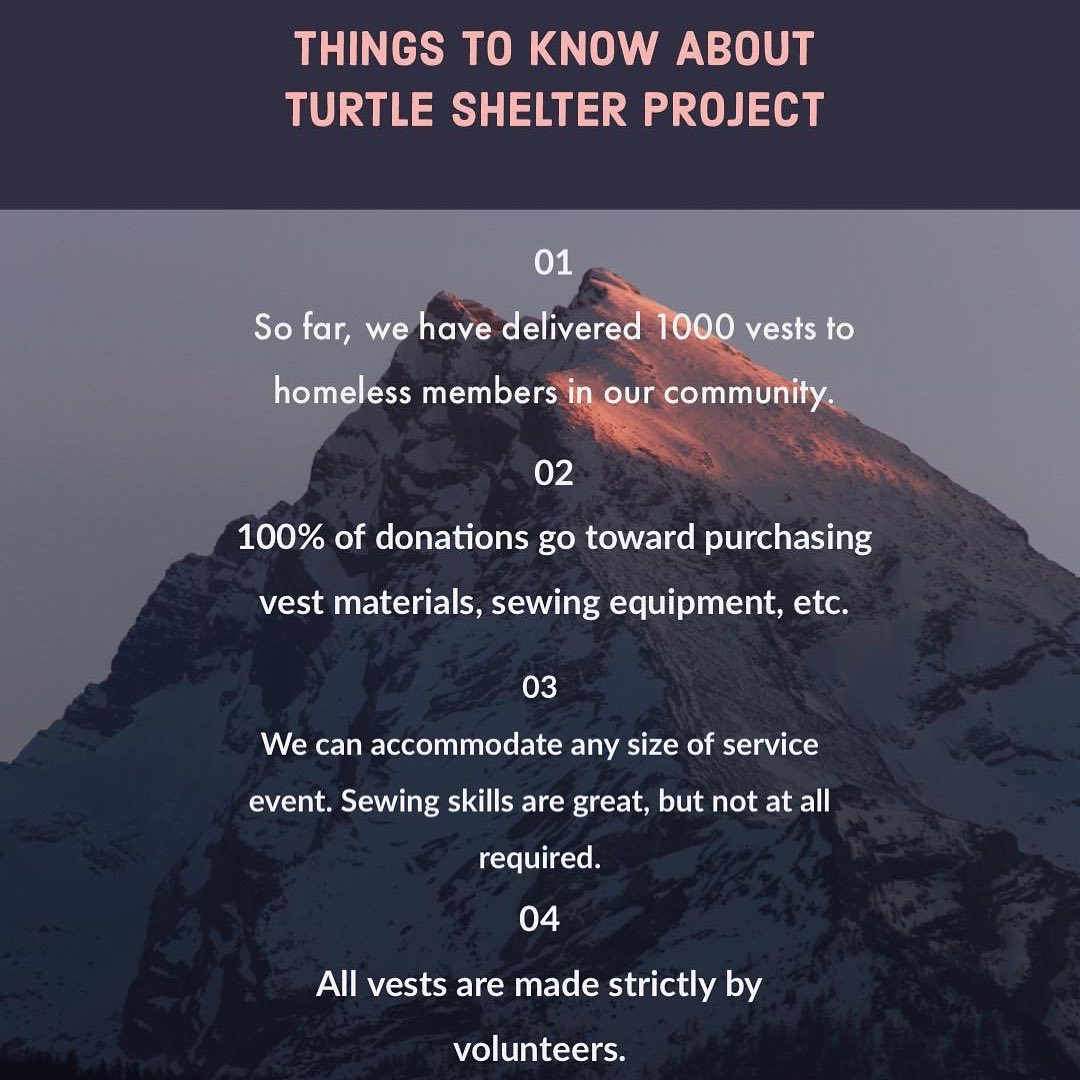 THINGS TO KNOW ABOUT
TURTLE SHELTER PROJECT
01
So far, we have delivered 1000 vests to
homeless members in our community.
02
100% of donations go toward purchasing
vest materials, sewing equipment, etc.
03
We can accommodate any size of service
event. Sewing skills are great, but not at all
required.
04
All vests are made strictly by
volunteers.